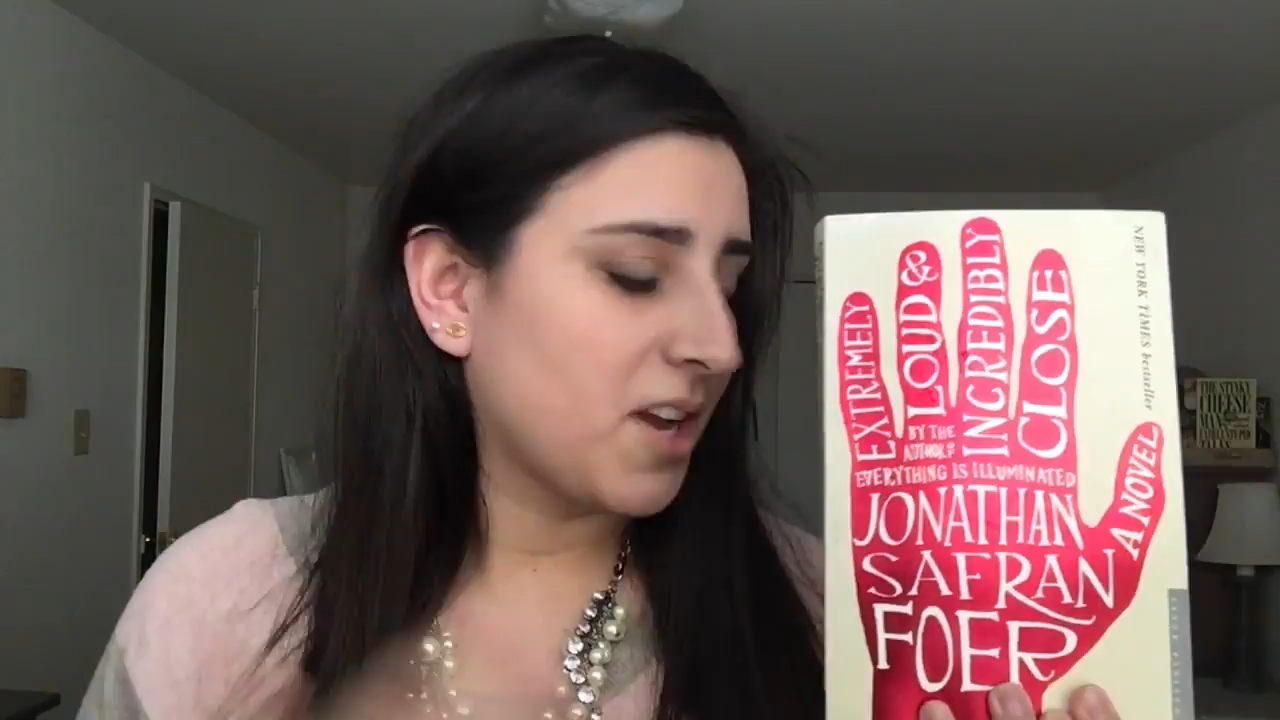 EXTREMELY
LOUD &
INCREDIBLY
CLOSE
BY THE
AUTHOR OF
EVERYTHING IS ILLUMINATED
JONATHAN
SAFRAN
FOER
A NOVEL
NEW YORK TIMES bestseller
THE STINKY
CHEESE
MAN